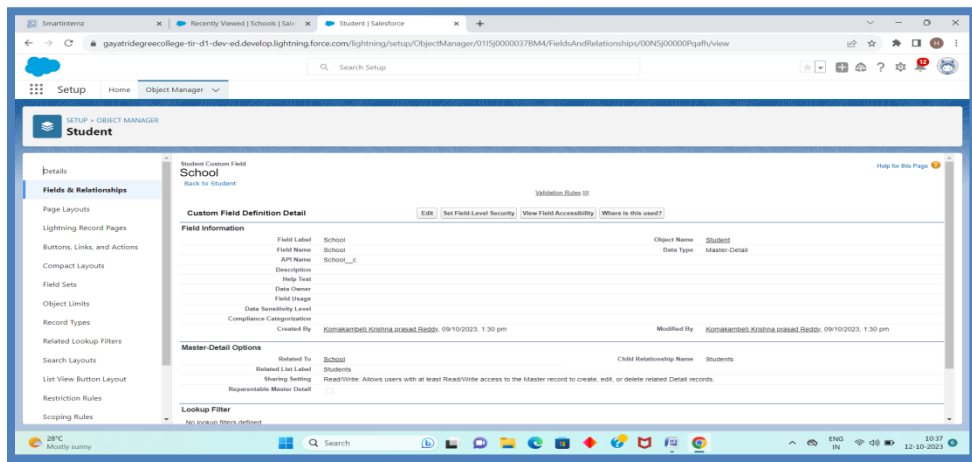 Smartinternz
Recently Viewed | Schools | Sale
Student | Salesforce
gayatridegreecollege-tir-d1-dev-ed.develop.lightning.force.com/lightning/setup/ObjectManager/01I5j0000037BM4/FieldsAndRelationships/00N5j00000Pqafh/view
H
Search Setup
12
Setup Home Object Manager
SETUP > OBJECT MANAGER
Student
Details
Fields & Relationships
Page Layouts
Lightning Record Pages
Buttons, Links, and Actions
Compact Layouts
Field Sets
Object Limits
Record Types
Related Lookup Filters
Search Layouts
List View Button Layout
Restriction Rules
Scoping Rules
Student Custom Field
School
Back to Student
Help for this Page
Validation Rules [0]
Custom Field Definition Detail Edit Set Field-Level Security View Field Accessibility Where is this used?
Field Information
Field Label School Object Name Student
Field Name School Data Type Master-Detail
API Name School__c
Description
Help Text
Data Owner
Field Usage
Data Sensitivity Level
Compliance Categorization
Created By Komakambeti Krishna prasad Reddy, 09/10/2023, 1:30 pm Modified By Komakambeti Krishna prasad Reddy, 09/10/2023, 1:30 pm
Master-Detail Options
Related To School Child Relationship Name Students
Related List Label Students
Sharing Setting Read/Write: Allows users with at least Read/Write access to the Master record to create, edit, or delete related Detail records.
Reparentable Master Detail
Lookup Filter
No lookup filters defined
28°C
Mostly sunny
Search
ENG
IN
10:37
12-10-2023